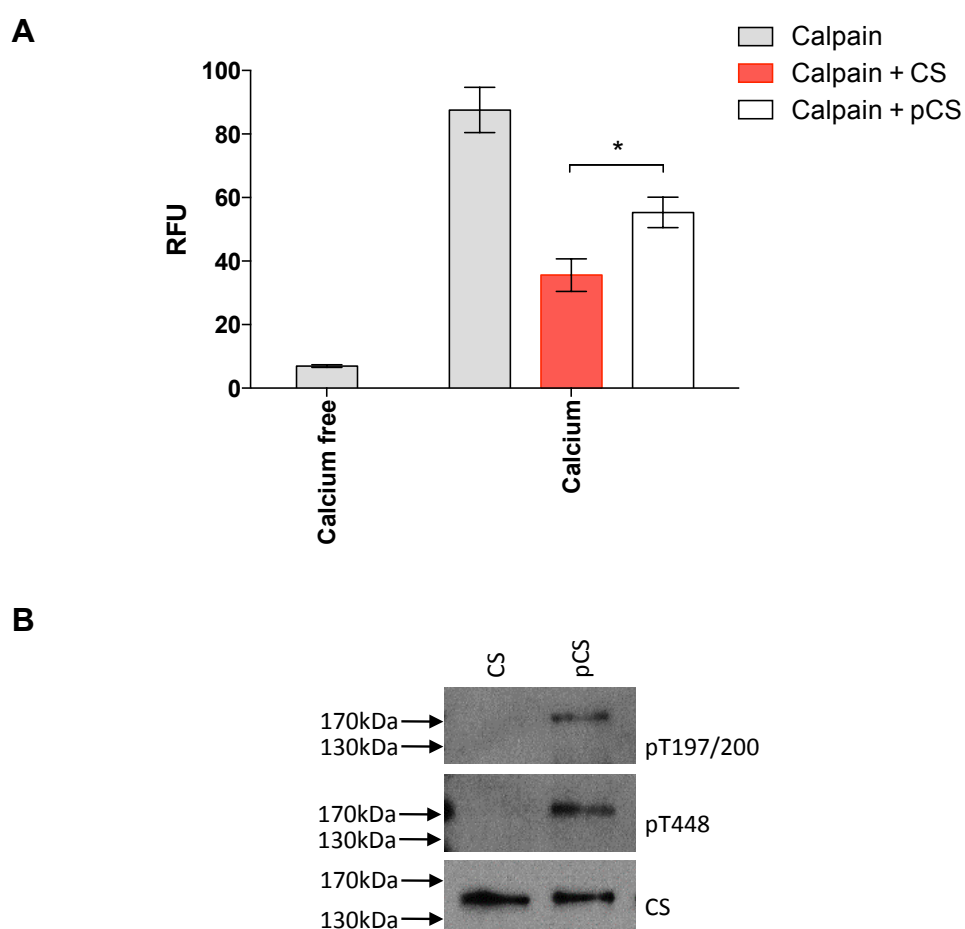 A
Calpain
Calpain + CS
Calpain + pCS
100
80
60
40
20
0
RFU
*
Calcium free
Calcium
B
CS
pCS
170kDa
130kDa
pT197/200
170kDa
130kDa
pT448
170kDa
130kDa
CS